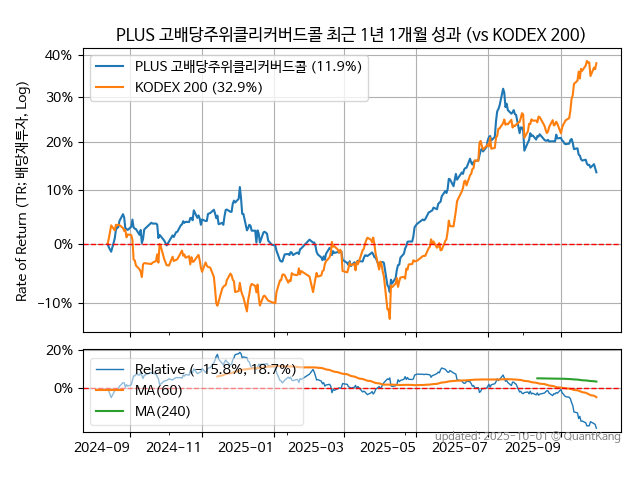 PLUS 고배당주위클리커버드콜 최근 1년 1개월 성과 (vs KODEX 200)
Rate of Return (TR: 배당재투자, Log)
40%
30%
20%
10%
0%
−10%
PLUS 고배당주위클리커버드콜 (11.9%)
KODEX 200 (32.9%)
20%
0%
Relative (−15.8%, 18.7%)
MA(60)
MA(240)
2024-09 2024-11 2025-01 2025-03 2025-05 2025-07 2025-09
updated: 2025-10-01 © QuantKang